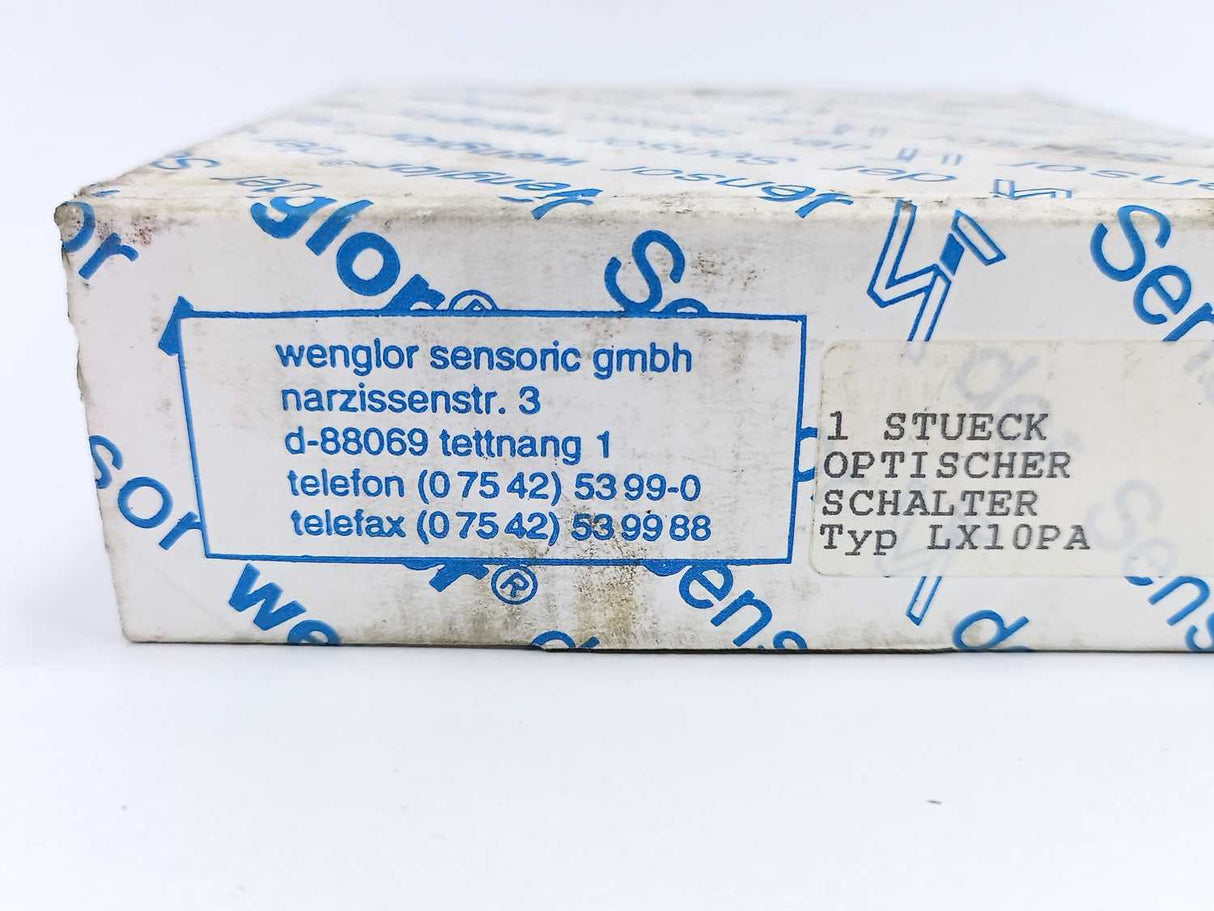 wenglor sensoric gmbh
narzissenstr. 3
d-88069 tettnang 1
telefon (0 75 42) 53 99-0
telefax (0 75 42) 53 99 88
1 STUECK
OPTISCHER
SCHALTER
Typ LX10PA